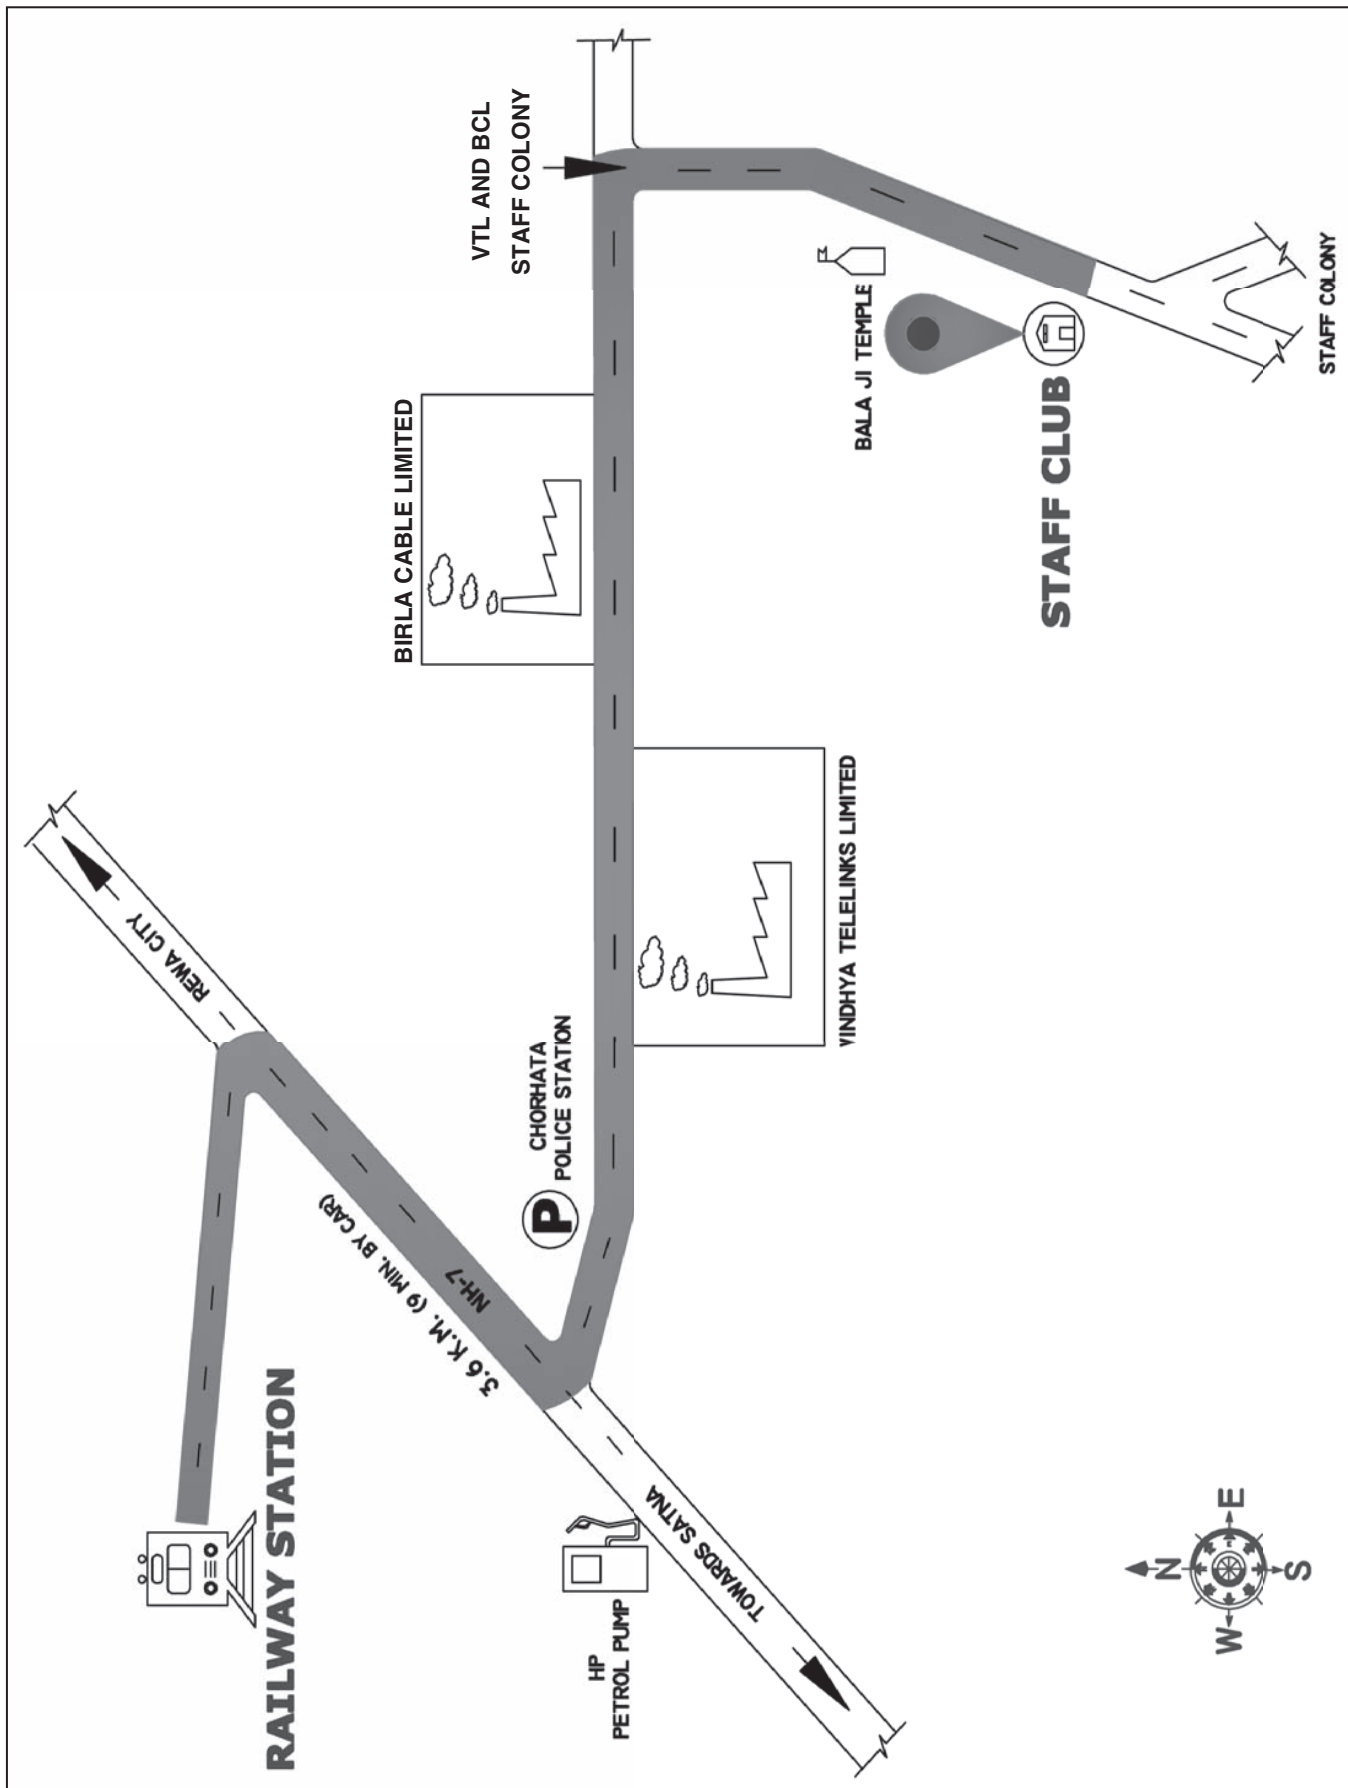 RAILWAY STATION
REWA CITY
3.6 K.M. (9 MIN. BY CAR)
NH-7
HP
PETROL PUMP
TOWARDS SATNA
P
CHORHATA
POLICE STATION
BIRLA CABLE LIMITED
VINDHYA TELELINKS LIMITED
VTL AND BCL
STAFF COLONY
BALA JI TEMPLE
STAFF CLUB
STAFF COLONY
N
W
E
S